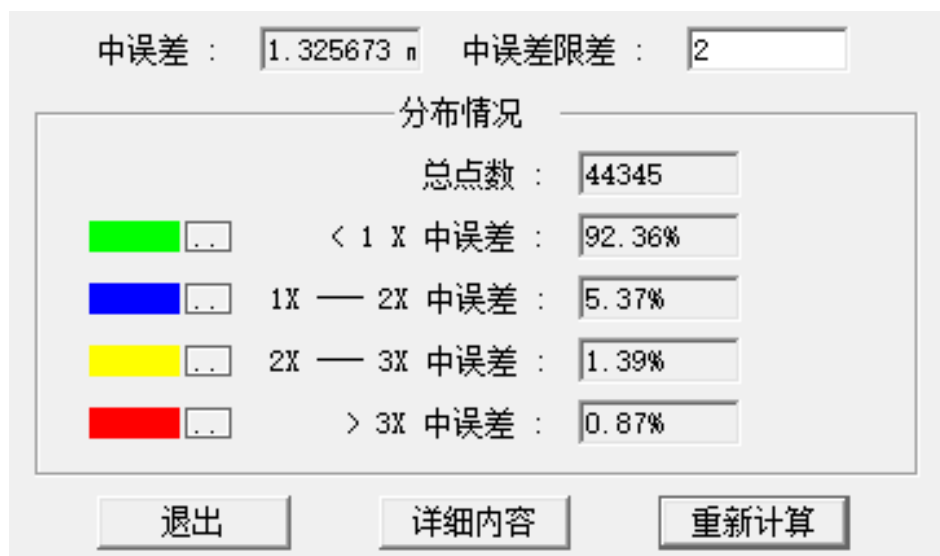 中误差 : 1.325673 m 中误差限差 : 2
分布情况
总点数 : 44345
.. < 1 X 中误差 : 92.36%
.. 1X —— 2X 中误差 : 5.37%
.. 2X —— 3X 中误差 : 1.39%
.. > 3X 中误差 : 0.87%
退出 详细内容 重新计算